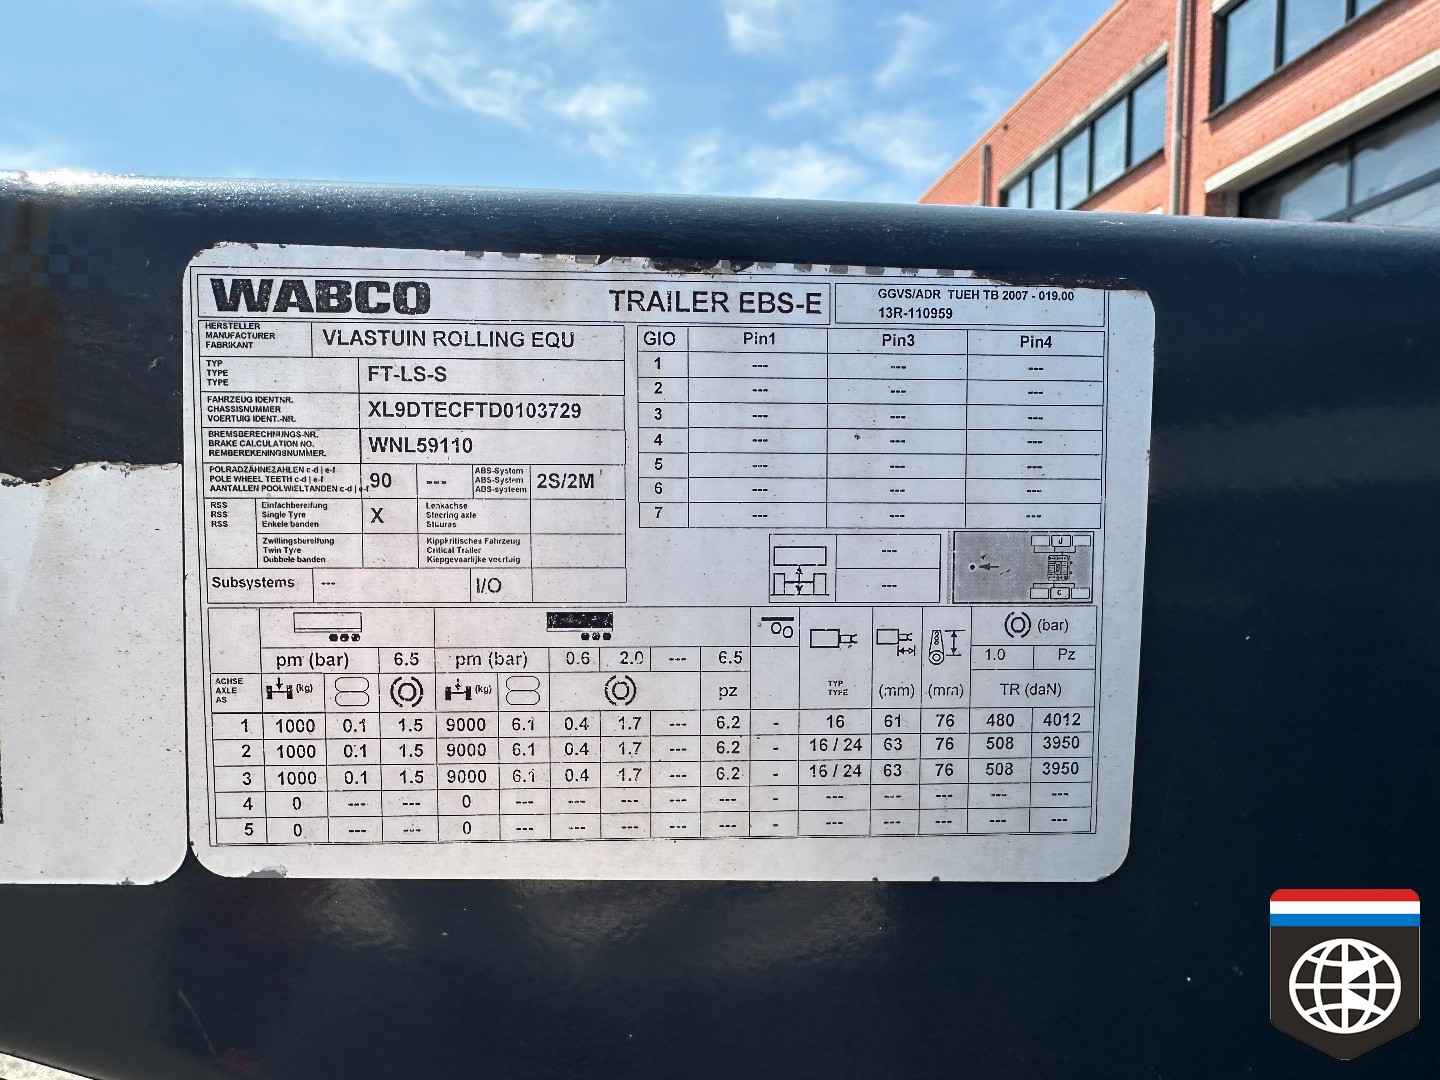 WABCO TRAILER EBS-E
GGVS/ADR TUEH TB 2007 - 019.00
13R-110959
HERSTELLER
MANUFACTURER
FABRIKANT
VLASTUIN ROLLING EQU
TYP
TYPE
TYPE
FT-LS-S
FAHRZEUG IDENTNR.
CHASSISNUMMER
VOERTUIG IDENT.-NR.
XL9DTECFTD0103729
BREMSBERECHNUNGS-NR.
BRAKE CALCULATION NO.
REMBEREKENINGSNUMMER.
WNL59110
POLRADZÄHNEZAHLEN c-d | e-f
POLE WHEEL TEETH c-d | e-f
AANTALLEN POOLWIELTANDEN c-d | e-f
90 ---
ABS-System
ABS-System
ABS-systeem
2S/2M
RSS
RSS
RSS
Einfachbereifung
Single Tyre
Enkele banden
X
Lenkachse
Steering axle
Stuuras
Zwillingsbereifung
Twin Tyre
Dubbele banden
Kippkritisches Fahrzeug
Critical Trailer
Kiepgevaarlijke voertuig
Subsystems --- I/O
GIO Pin1 Pin3 Pin4
1 --- --- ---
2 --- --- ---
3 --- --- ---
4 --- --- ---
5 --- --- ---
6 --- --- ---
7 --- --- ---
---
---
J
C
(bar)
pm (bar) 6.5 pm (bar) 0.6 2.0 --- 6.5 1.0 Pz
ACHSE
AXLE
AS
(kg) (kg) pz
TYP
TYPE
(mm) (mm) TR (daN)
1 1000 0.1 1.5 9000 6.1 0.4 1.7 --- 6.2 - 16 61 76 480 4012
2 1000 0.1 1.5 9000 6.1 0.4 1.7 --- 6.2 - 16 / 24 63 76 508 3950
3 1000 0.1 1.5 9000 6.1 0.4 1.7 --- 6.2 - 16 / 24 63 76 508 3950
4 0 --- --- 0 --- --- --- --- --- - --- --- --- --- ---
5 0 --- --- 0 --- --- --- --- --- - --- --- --- --- ---